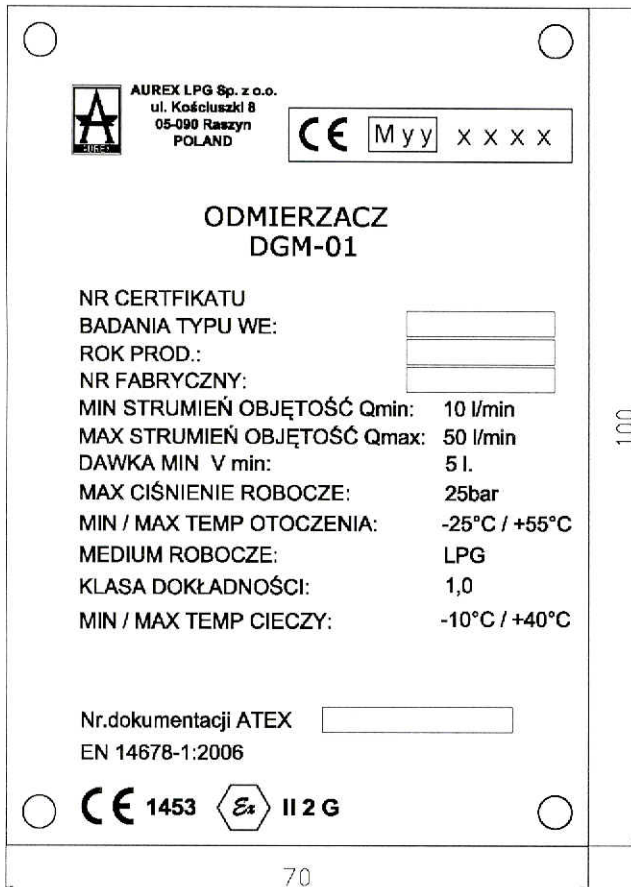 AUREX LPG Sp. z o.o.
ul. Kościuszki 8
05-090 Raszyn
POLAND
AUREX
CE Myy x x x x
ODMIERZACZ
DGM-01
NR CERTFIKATU
BADANIA TYPU WE:
ROK PROD.:
NR FABRYCZNY:
MIN STRUMIEŃ OBJĘTOŚĆ Qmin: 10 l/min
MAX STRUMIEŃ OBJĘTOŚĆ Qmax: 50 l/min
DAWKA MIN V min: 5 l.
MAX CIŚNIENIE ROBOCZE: 25bar
MIN / MAX TEMP OTOCZENIA: -25°C / +55°C
MEDIUM ROBOCZE: LPG
KLASA DOKŁADNOŚCI: 1,0
MIN / MAX TEMP CIECZY: -10°C / +40°C
Nr.dokumentacji ATEX
EN 14678-1:2006
CE 1453 Ex II 2 G
100
70